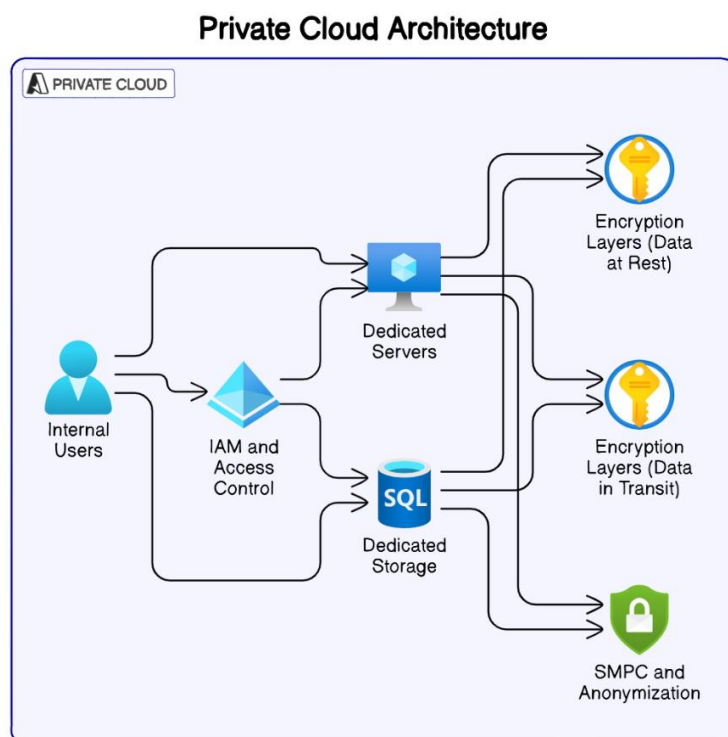 Private Cloud Architecture
PRIVATE CLOUD
Encryption
Layers (Data
at Rest)
Dedicated
Servers
Internal
Users
IAM and
Access
Control
Encryption
Layers (Data
in Transit)
SQL
Dedicated
Storage
SMPC and
Anonymization